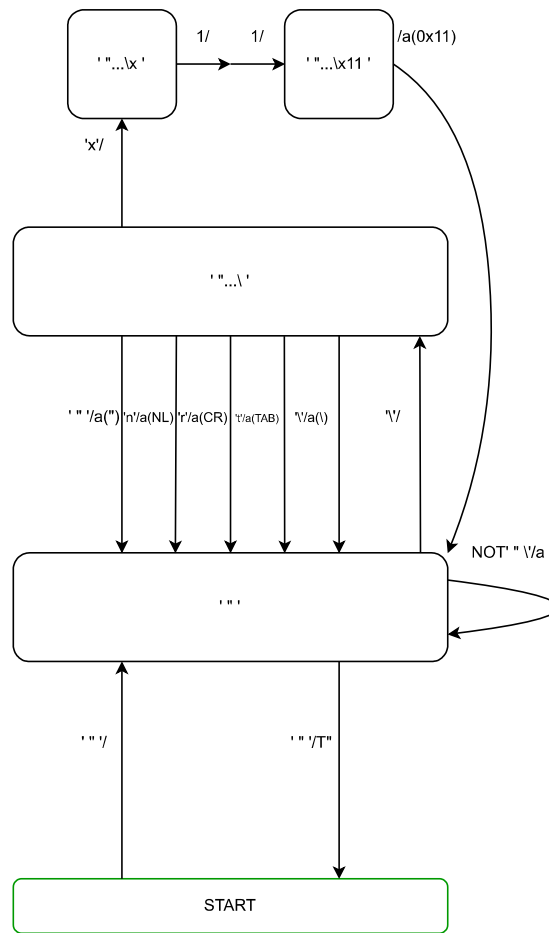 ' "...\x '
1/
1/
' "...\x11 '
/a(0x11)
'x'/
' "...\ '
' " '/a(")
'n'/a(NL)
'r'/a(CR)
't'/a(TAB)
'\'/a(\)
'\'/
NOT' " \'/a
' " '
' " '/
' " '/T"
START